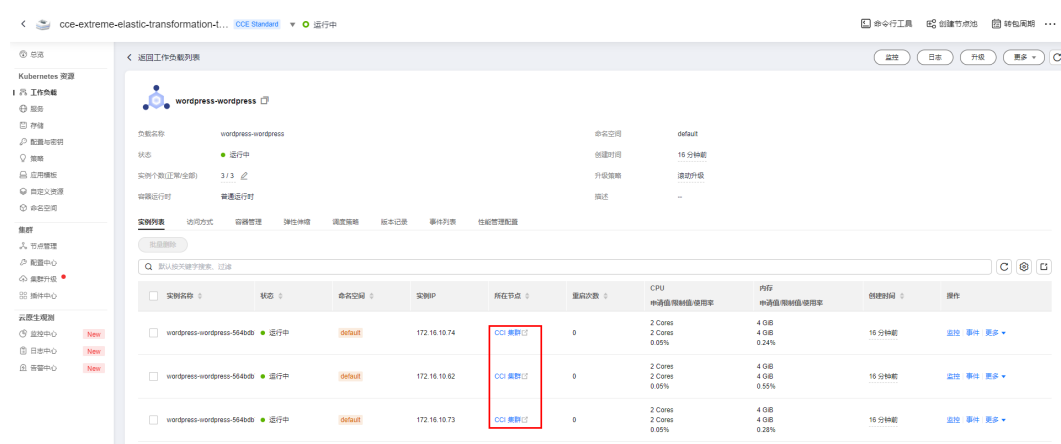 cce-extreme-elastic-transformation-t... CCE Standard 运行中 命令行工具 创建节点池 转包周期 ...
总览
Kubernetes 资源
工作负载
服务
存储
配置与密钥
策略
应用模板
自定义资源
命名空间
集群
节点管理
配置中心
集群升级
插件中心
云原生观测
监控中心 New
日志中心 New
告警中心 New
返回工作负载列表 监控 日志 升级 更多
wordpress-wordpress
负载名称 wordpress-wordpress 命名空间 default
状态 运行中 创建时间 16 分钟前
实例个数(正常/全部) 3 / 3 升级策略 滚动升级
容器运行时 普通运行时 描述 --
实例列表 访问方式 容器管理 弹性伸缩 调度策略 版本记录 事件列表 性能管理配置
批量删除
默认按关键字搜索、过滤
实例名称 状态 命名空间 实例IP 所在节点 重启次数 CPU 申请值/限制值/使用率 内存 申请值/限制值/使用率 创建时间 操作
wordpress-wordpress-564bdb 运行中 default 172.16.10.74 CCI 集群 0 2 Cores 4 GiB 16 分钟前 监控 事件 更多
2 Cores 4 GiB
0.05% 0.24%
wordpress-wordpress-564bdb 运行中 default 172.16.10.62 CCI 集群 0 2 Cores 4 GiB 16 分钟前 监控 事件 更多
2 Cores 4 GiB
0.05% 0.55%
wordpress-wordpress-564bdb 运行中 default 172.16.10.73 CCI 集群 0 2 Cores 4 GiB 16 分钟前 监控 事件 更多
2 Cores 4 GiB
0.05% 0.28%